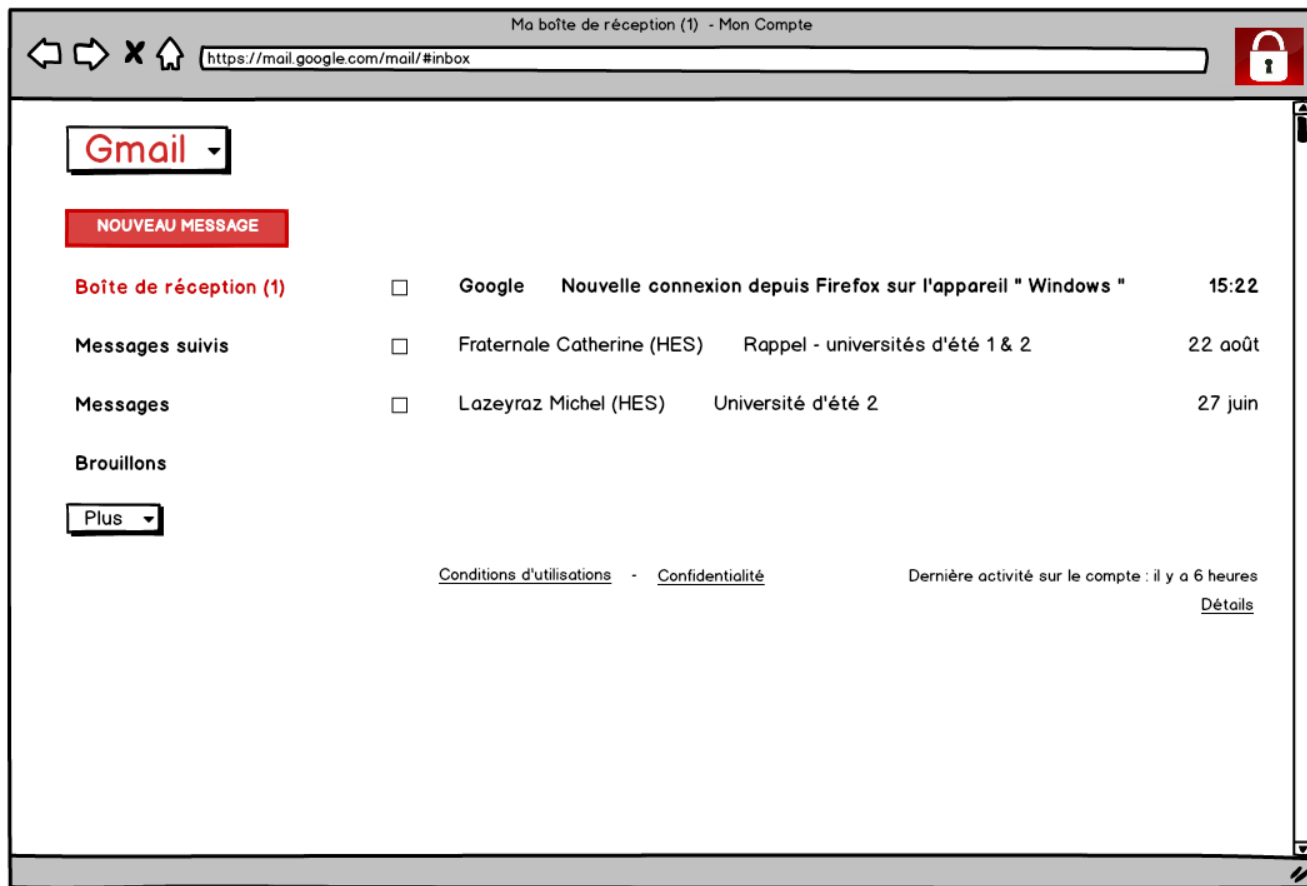 Ma boîte de réception (1) - Mon Compte
https://mail.google.com/mail/#inbox
Gmail
NOUVEAU MESSAGE
Boîte de réception (1) Google Nouvelle connexion depuis Firefox sur l'appareil " Windows " 15:22
Messages suivis Fraternale Catherine (HES) Rappel - universités d'été 1 & 2 22 août
Messages Lazeyraz Michel (HES) Université d'été 2 27 juin
Brouillons
Plus
Conditions d'utilisations - Confidentialité Dernière activité sur le compte : il y a 6 heures
Détails